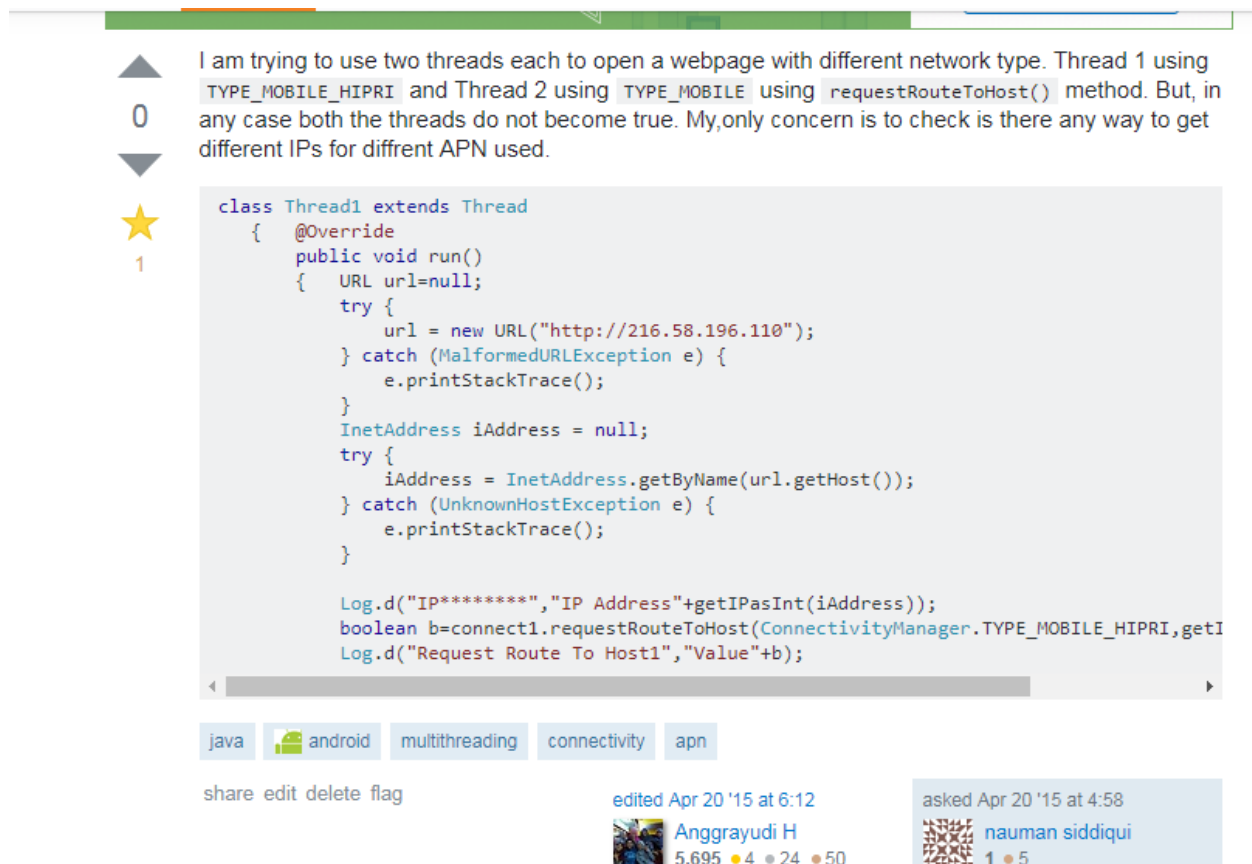 I am trying to use two threads each to open a webpage with different network type. Thread 1 using
TYPE_MOBILE_HIPRI and Thread 2 using TYPE_MOBILE using requestRouteToHost() method. But, in
0
any case both the threads do not become true. My,only concern is to check is there any way to get
different IPs for diffrent APN used.
class Thread1 extends Thread
{ @Override
1
public void run()
{ URL url=null;
try {
url = new URL("http://216.58.196.110");
} catch (MalformedURLException e) {
e.printStackTrace();
}
InetAddress iAddress = null;
try {
iAddress = InetAddress.getByName(url.getHost());
} catch (UnknownHostException e) {
e.printStackTrace();
}
Log.d("IP********","IP Address"+getIPasInt(iAddress));
boolean b=connect1.requestRouteToHost(ConnectivityManager.TYPE_MOBILE_HIPRI,getI
Log.d("Request Route To Host1","Value"+b);
java android multithreading connectivity apn
share edit delete flag
edited Apr 20 '15 at 6:12
Anggrayudi H
5,695 4 24 50
asked Apr 20 '15 at 4:58
nauman siddiqui
1 5